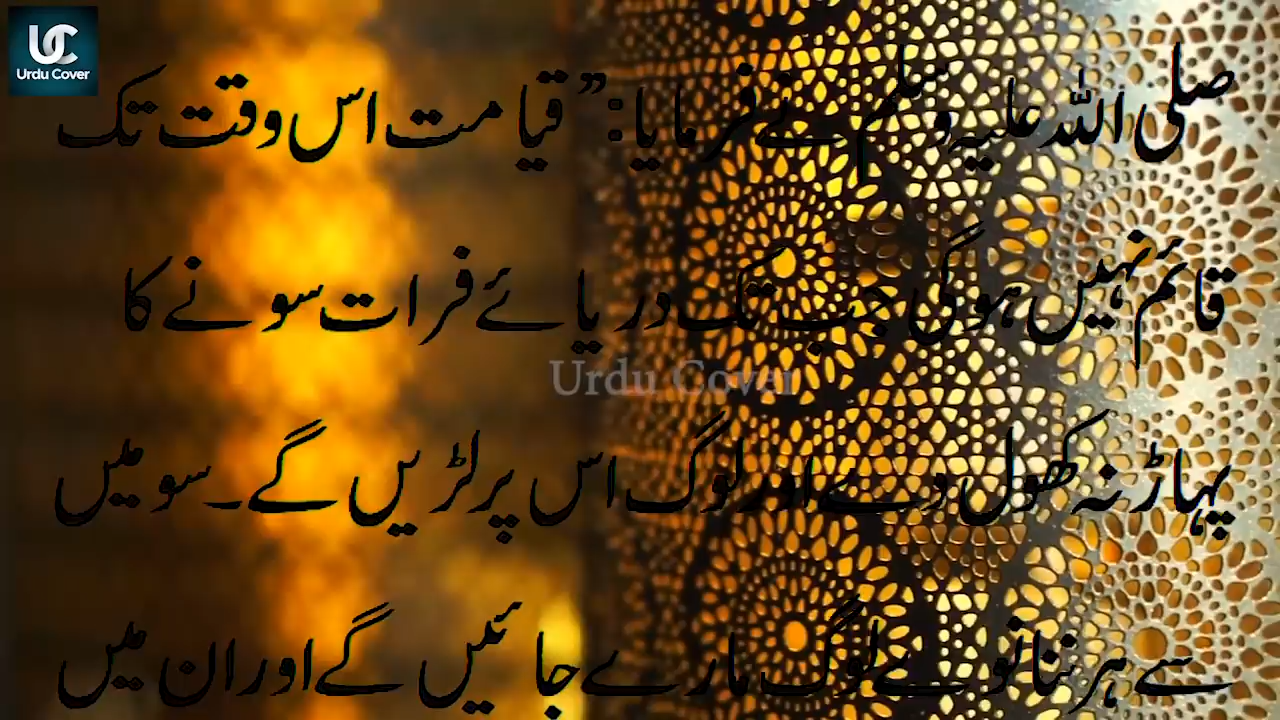 UC
Urdu Cover
صلی اللہ علیہ وسلم نے فرمایا: ”قیامت اس وقت تک
قائم نہیں ہوگی جب تک دریائے فرات سونے کا
Urdu Cover
پہاڑ نہ کھول دے اور لوگ اس پر لڑیں گے۔ سو میں
سے ہر ننانوے لوگ مارے جائیں گے اور ان میں